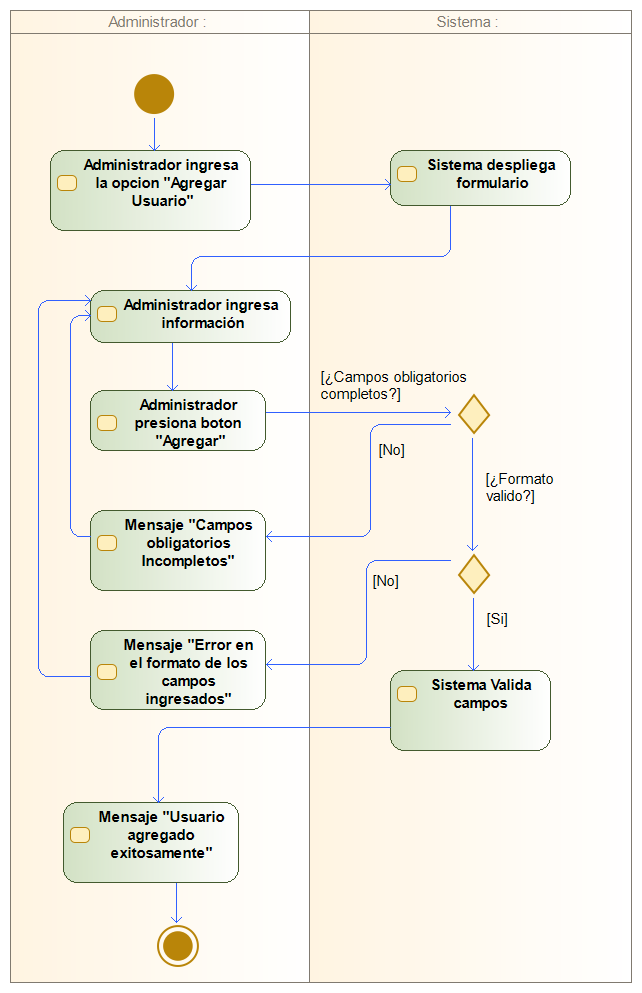 Administrador :
Sistema :
Administrador ingresa
la opcion "Agregar
Usuario"
Sistema despliega
formulario
Administrador ingresa
información
[¿Campos obligatorios
completos?]
Administrador
presiona boton
"Agregar"
[No]
[¿Formato
valido?]
Mensaje "Campos
obligatorios
Incompletos"
[No]
[Si]
Mensaje "Error en
el formato de los
campos
ingresados"
Sistema Valida
campos
Mensaje "Usuario
agregado
exitosamente"